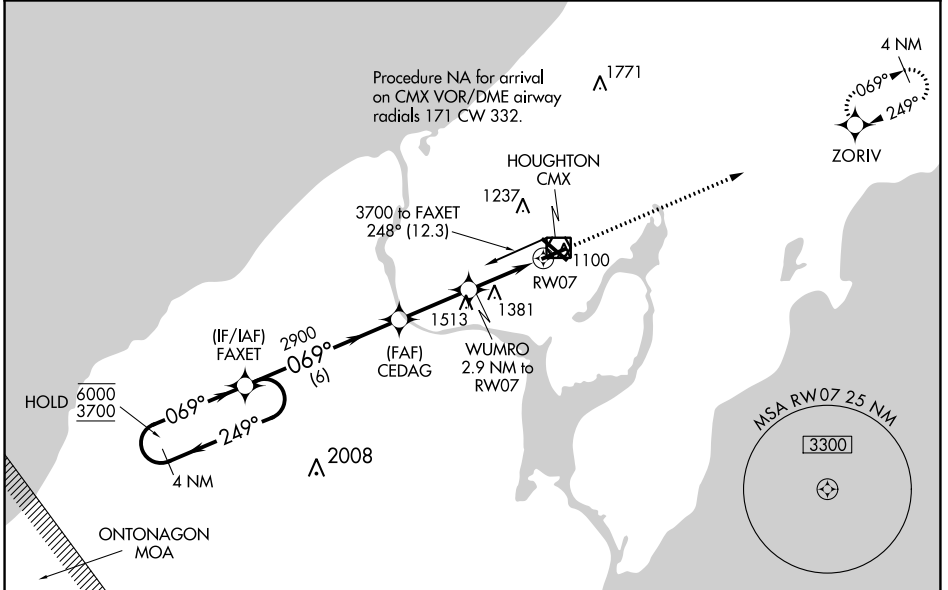 4 NM
069°
249°
ZORIV
Procedure NA for arrival
on CMX VOR/DME airway
radials 171 CW 332.
1771
HOUGHTON
CMX
1237
3700 to FAXET
248° (12.3)
1100
RW07
1381
1513
(IF/IAF)
FAXET
2900
069°
(6)
(FAF)
CEDAG
WUMRO
2.9 NM to
RW07
HOLD
6000
3700
069°
249°
4 NM
2008
MSA RW07 25 NM
3300
ONTONAGON
MOA